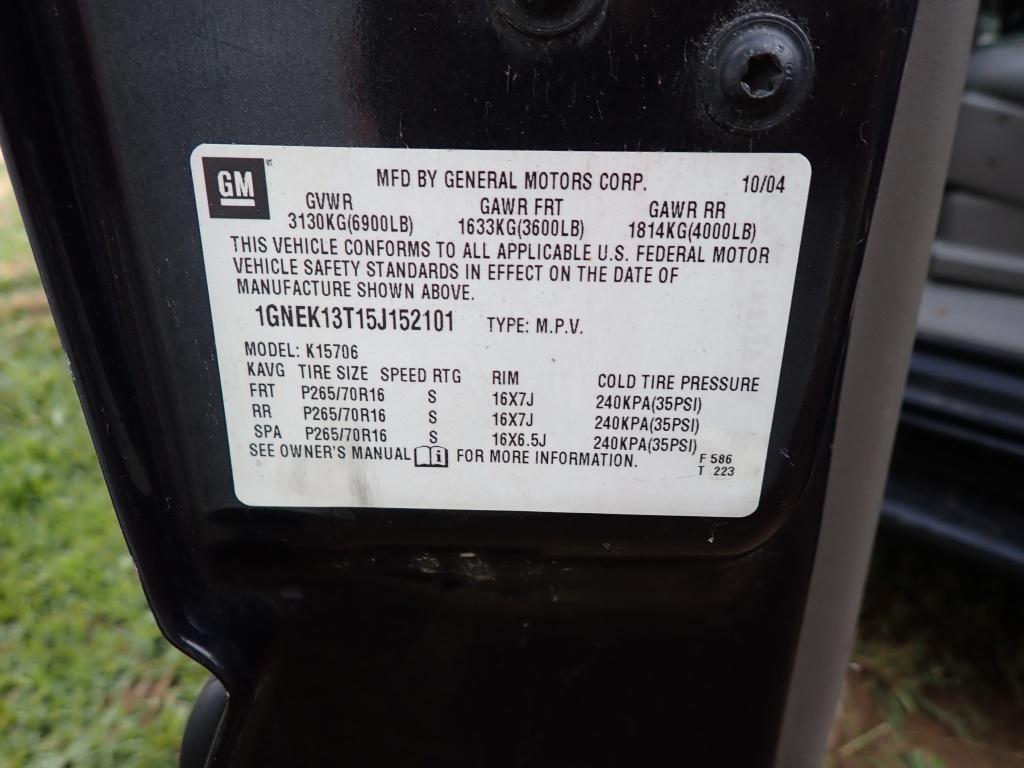 GM
MFD BY GENERAL MOTORS CORP. 10/04
GVWR GAWR FRT GAWR RR
3130KG(6900LB) 1633KG(3600LB) 1814KG(4000LB)
THIS VEHICLE CONFORMS TO ALL APPLICABLE U.S. FEDERAL MOTOR
VEHICLE SAFETY STANDARDS IN EFFECT ON THE DATE OF
MANUFACTURE SHOWN ABOVE.
1GNEK13T15J152101 TYPE: M.P.V.
MODEL: K15706
KAVG TIRE SIZE SPEED RTG RIM COLD TIRE PRESSURE
FRT P265/70R16 S 16X7J 240KPA(35PSI)
RR P265/70R16 S 16X7J 240KPA(35PSI)
SPA P265/70R16 S 16X6.5J 240KPA(35PSI)
SEE OWNER'S MANUAL i FOR MORE INFORMATION.
F 586
T 223